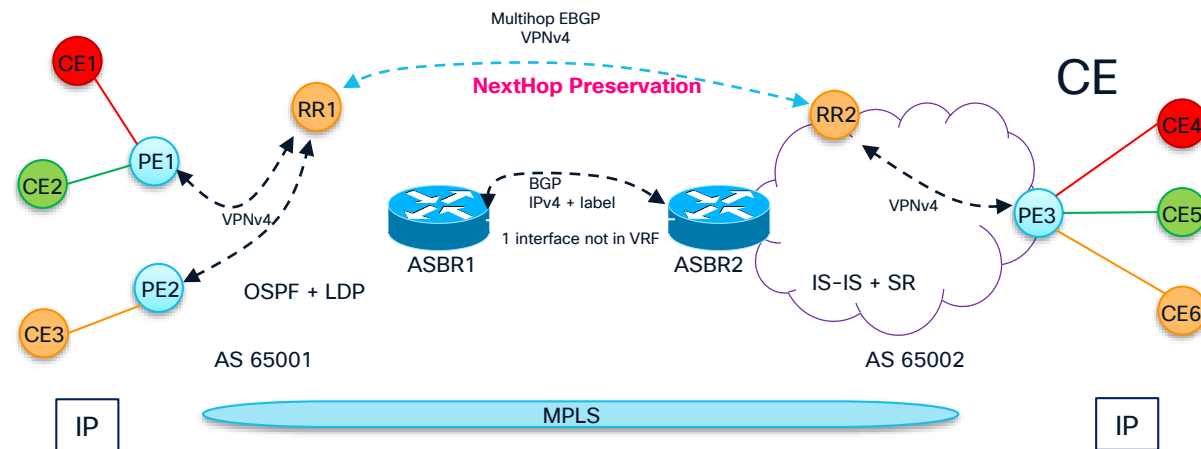 Multihop EBGP
VPNv4
NextHop Preservation
CE
CE1
RR1
RR2
CE4
PE1
CE2
VPNv4
BGP
IPv4 + label
1 interface not in VRF
VPNv4
PE3
CE5
ASBR1
ASBR2
PE2
OSPF + LDP
IS-IS + SR
CE3
CE6
AS 65001
AS 65002
IP
MPLS
IP